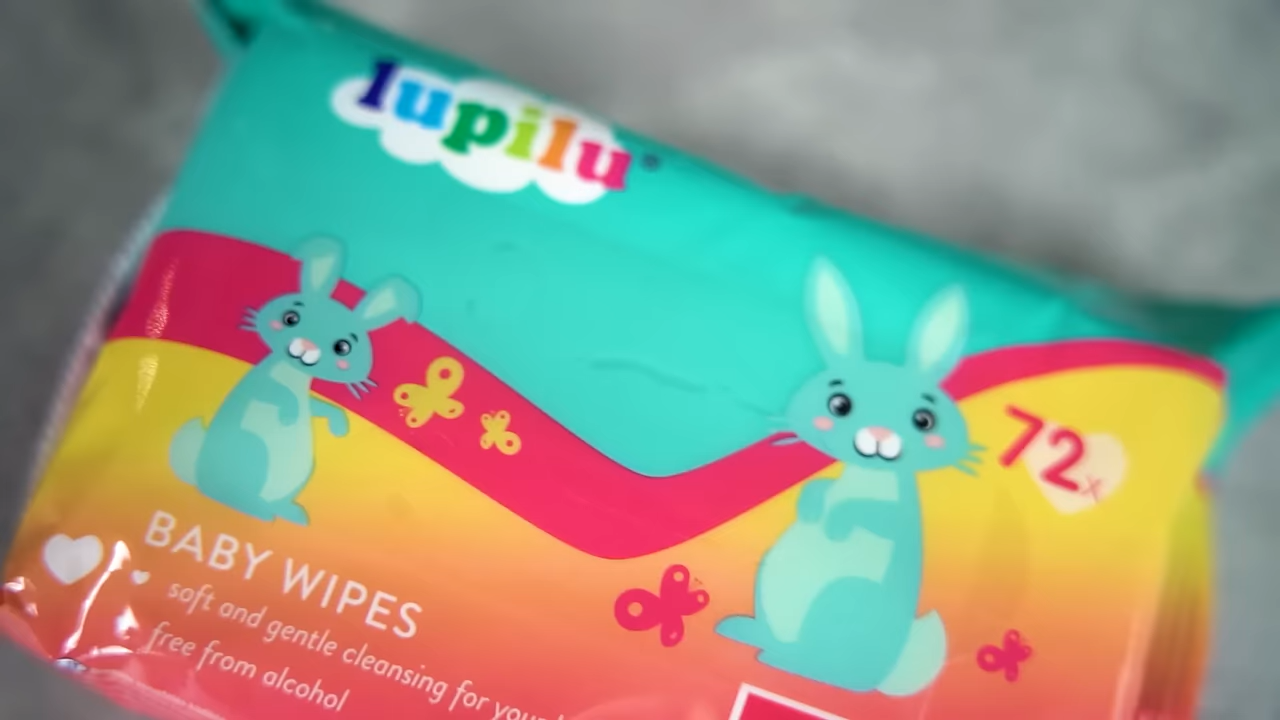 lupilu®
72x
BABY WIPES
soft and gentle cleansing for your
free from alcohol